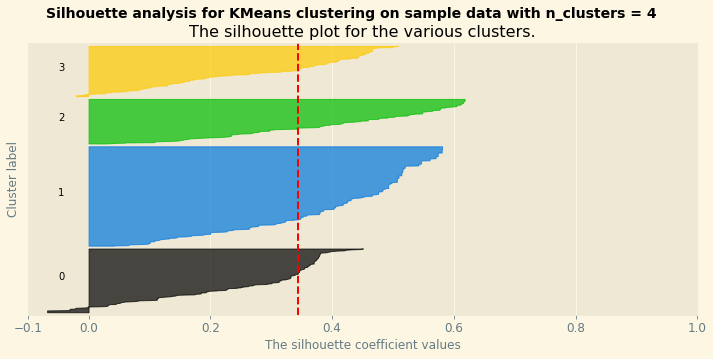 Silhouette analysis for KMeans clustering on sample data with n_clusters = 4
The silhouette plot for the various clusters.
Cluster label
3
2
1
0
−0.1 0.0 0.2 0.4 0.6 0.8 1.0
The silhouette coefficient values